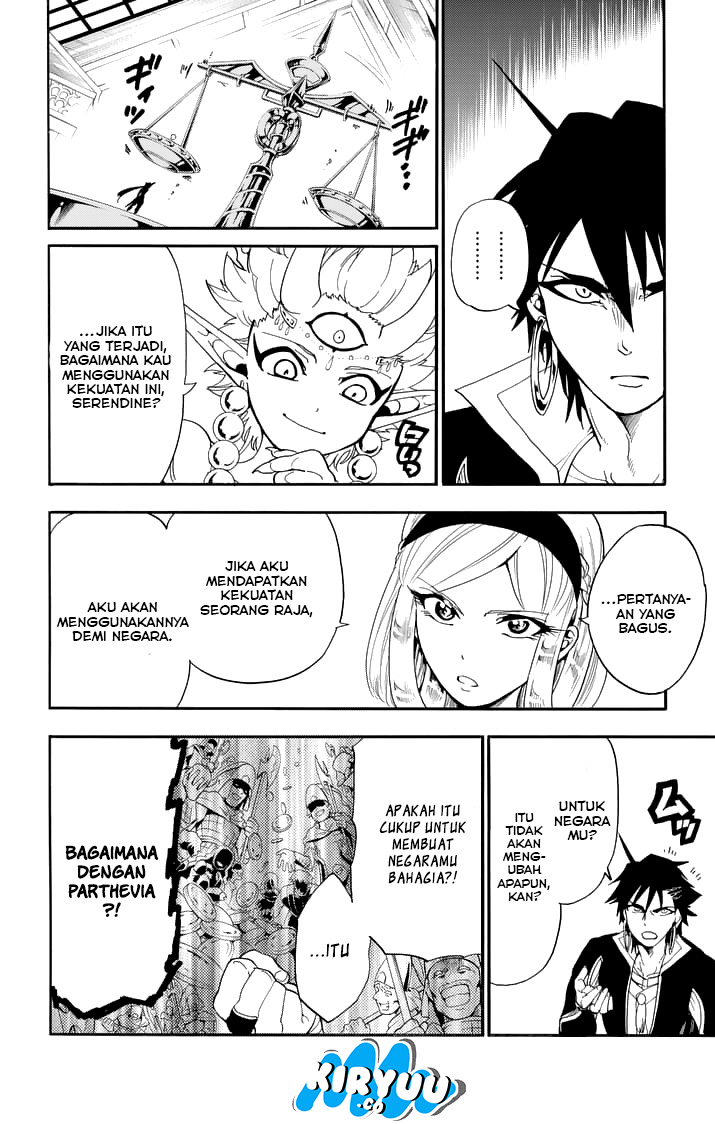 ギ
ギィッ
ギギ…
………
………
…JIKA ITU
YANG TERJADI,
BAGAIMANA KAU
MENGGUNAKAN
KEKUATAN INI,
SERENDINE?
…PERTANYA-
AN YANG
BAGUS.
JIKA AKU
MENDAPATKAN
KEKUATAN
SEORANG RAJA,
AKU AKAN
MENGGUNAKANNYA
DEMI NEGARA.
UNTUK
NEGARA
MU?
ITU
TIDAK
AKAN
MENG-
UBAH
APAPUN,
KAN?
APAKAH ITU
CUKUP UNTUK
MEMBUAT
NEGARAMU
BAHAGIA?!
…ITU
BAGAIMANA
DENGAN
PARTHEVIA
?!
KIRYUU
.CO